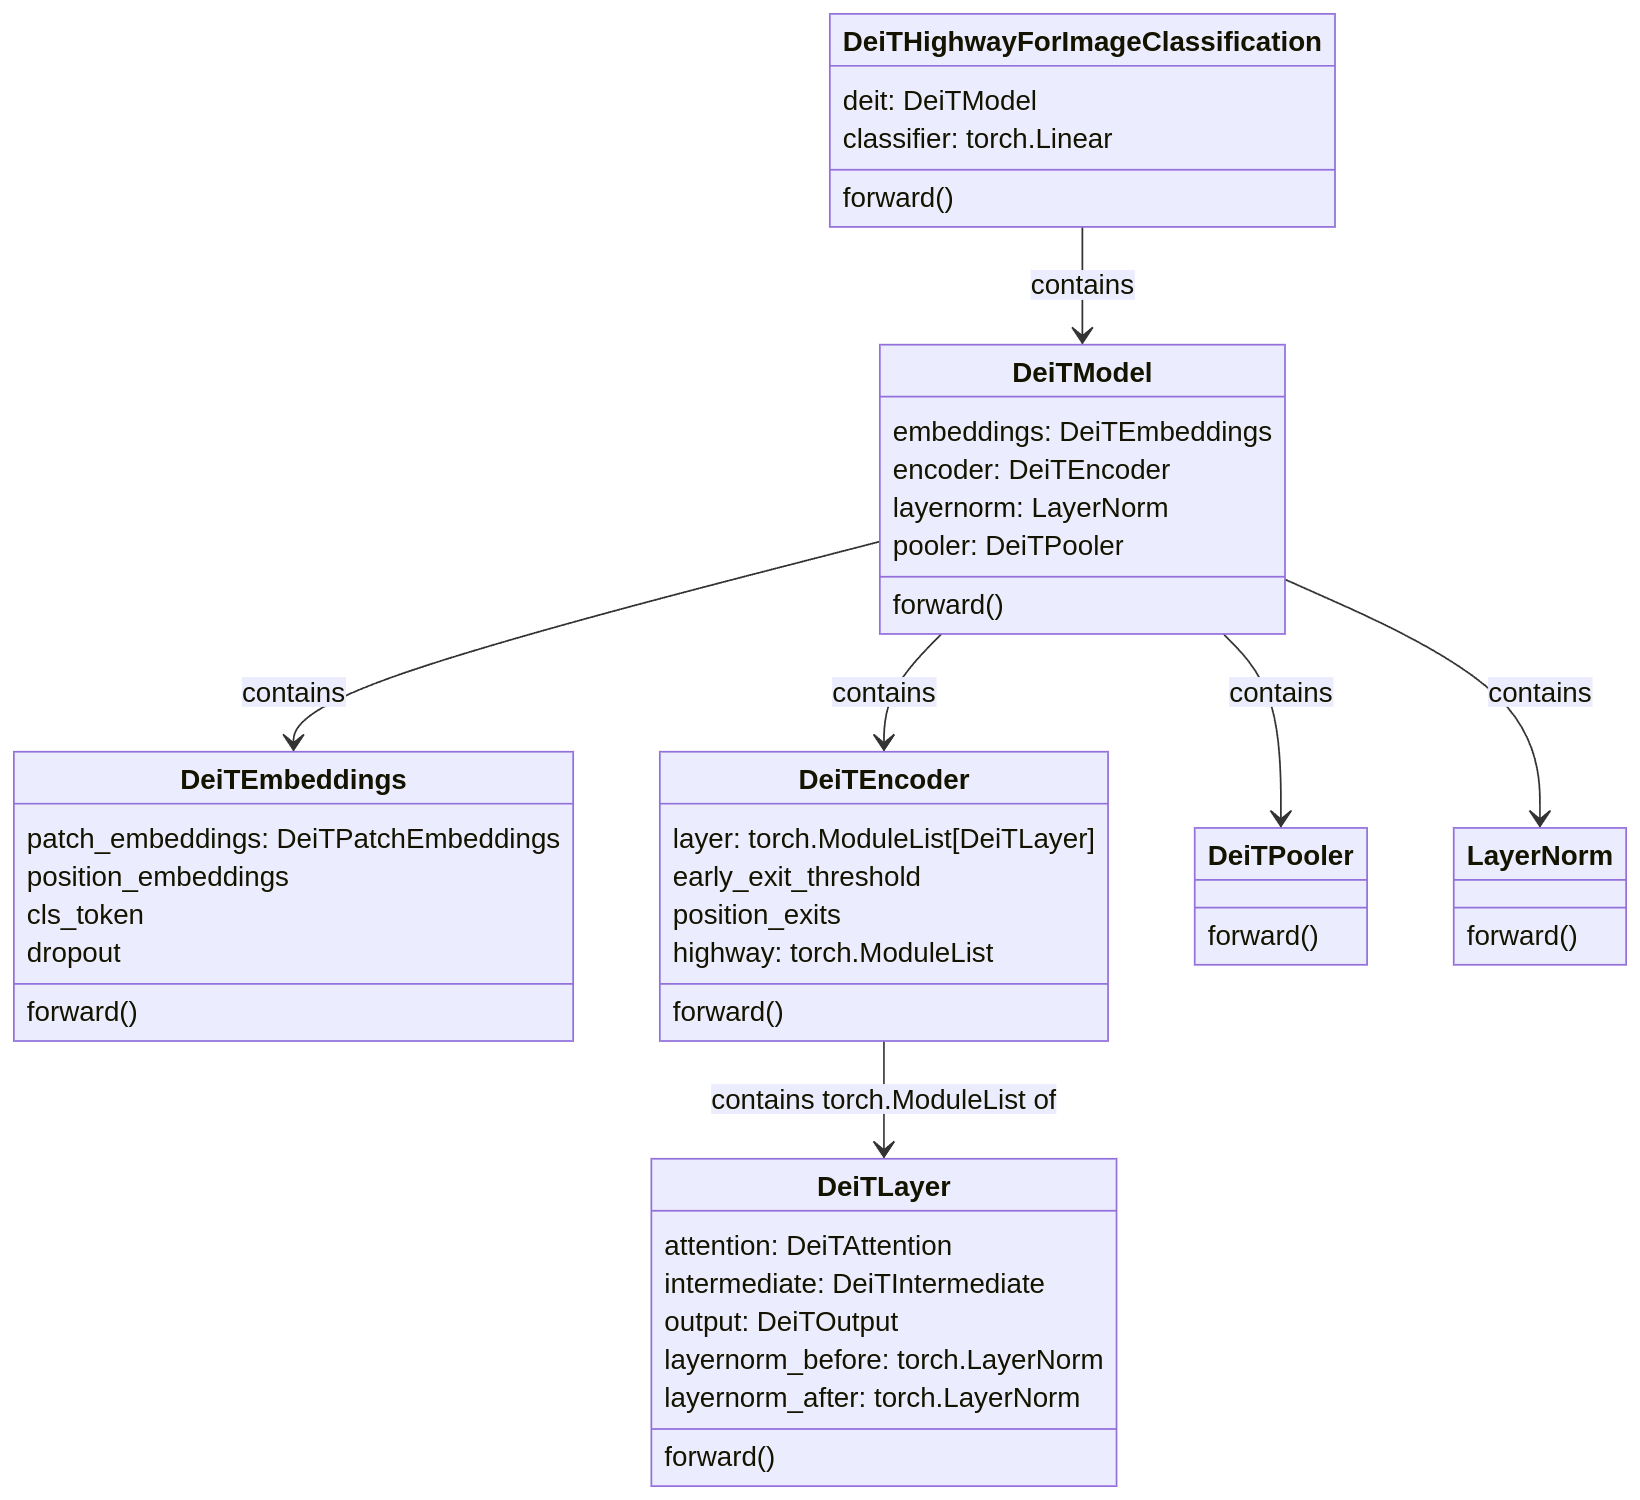 DeiTHighwayForImageClassification
deit: DeiTModel
classifier: torch.Linear
forward()
contains
DeiTModel
embeddings: DeiTEmbeddings
encoder: DeiTEncoder
layernorm: LayerNorm
pooler: DeiTPooler
forward()
contains
contains
contains
contains
DeiTEmbeddings
patch_embeddings: DeiTPatchEmbeddings
position_embeddings
cls_token
dropout
forward()
DeiTEncoder
layer: torch.ModuleList[DeiTLayer]
early_exit_threshold
position_exits
highway: torch.ModuleList
forward()
DeiTPooler
forward()
LayerNorm
forward()
contains torch.ModuleList of
DeiTLayer
attention: DeiTAttention
intermediate: DeiTIntermediate
output: DeiTOutput
layernorm_before: torch.LayerNorm
layernorm_after: torch.LayerNorm
forward()